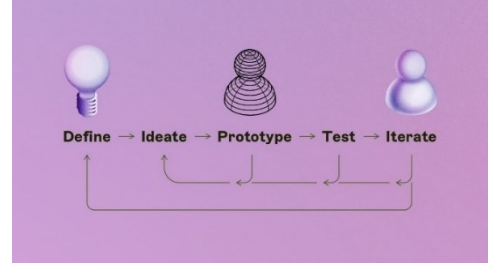 Define → Ideate → Prototype → Test → Iterate